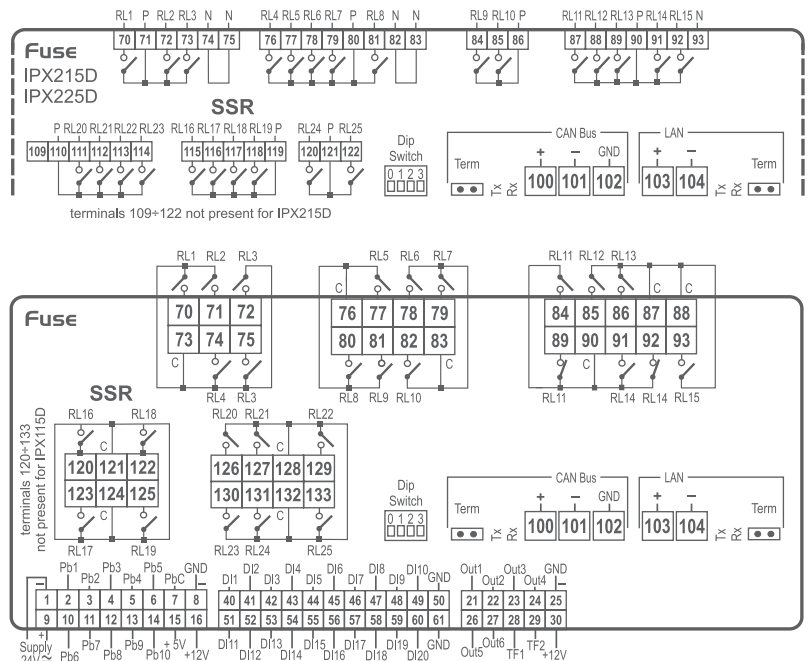 RL1 P RL2 RL3 N N RL4 RL5 RL6 RL7 P RL8 N N RL9 RL10 P RL11 RL12 RL13 P RL14 RL15 N
70 71 72 73 74 75 76 77 78 79 80 81 82 83 84 85 86 87 88 89 90 91 92 93
Fuse
IPX215D
IPX225D
SSR
P RL20 RL21 RL22 RL23 RL16 RL17 RL18 RL19 P RL24 P RL25
109 110 111 112 113 114 115 116 117 118 119 120 121 122
terminals 109÷122 not present for IPX215D
Dip
Switch
0 1 2 3
CAN Bus LAN
Term + − GND + − Term
Tx Rx 100 101 102 103 104 Tx Rx
RL1 RL2 RL3 RL5 RL6 RL7 RL11 RL12 RL13
C C C
Fuse
70 71 72 76 77 78 79 84 85 86 87 88
73 74 75 80 81 82 83 89 90 91 92 93
C C C
RL4 RL3 RL8 RL9 RL10 RL11 RL14 RL14 RL15
SSR
terminals 120÷133
not present for IPX115D
RL16 RL18 RL20 RL21 RL22
C C
120 121 122 126 127 128 129
123 124 125 130 131 132 133
C C
RL17 RL19 RL23 RL24 RL25
Dip
Switch
0 1 2 3
CAN Bus LAN
Term + − GND + − Term
Tx Rx 100 101 102 103 104 Tx Rx
Pb1 Pb2 Pb3 Pb4 Pb5 PbC GND DI1 DI2 DI3 DI4 DI5 DI6 DI7 DI8 DI9 DI10 GND Out1 Out2 Out3 Out4 GND
− − −
1 2 3 4 5 6 7 8 40 41 42 43 44 45 46 47 48 49 50 21 22 23 24 25
9 10 11 12 13 14 15 16 51 52 53 54 55 56 57 58 59 60 61 26 27 28 29 30
+
Supply
24V~ Pb6 Pb7 Pb8 Pb9 Pb10 + 5V +12V DI11 DI12 DI13 DI14 DI15 DI16 DI17 DI18 DI19 DI20 GND Out5 Out6 TF1 TF2 +12V